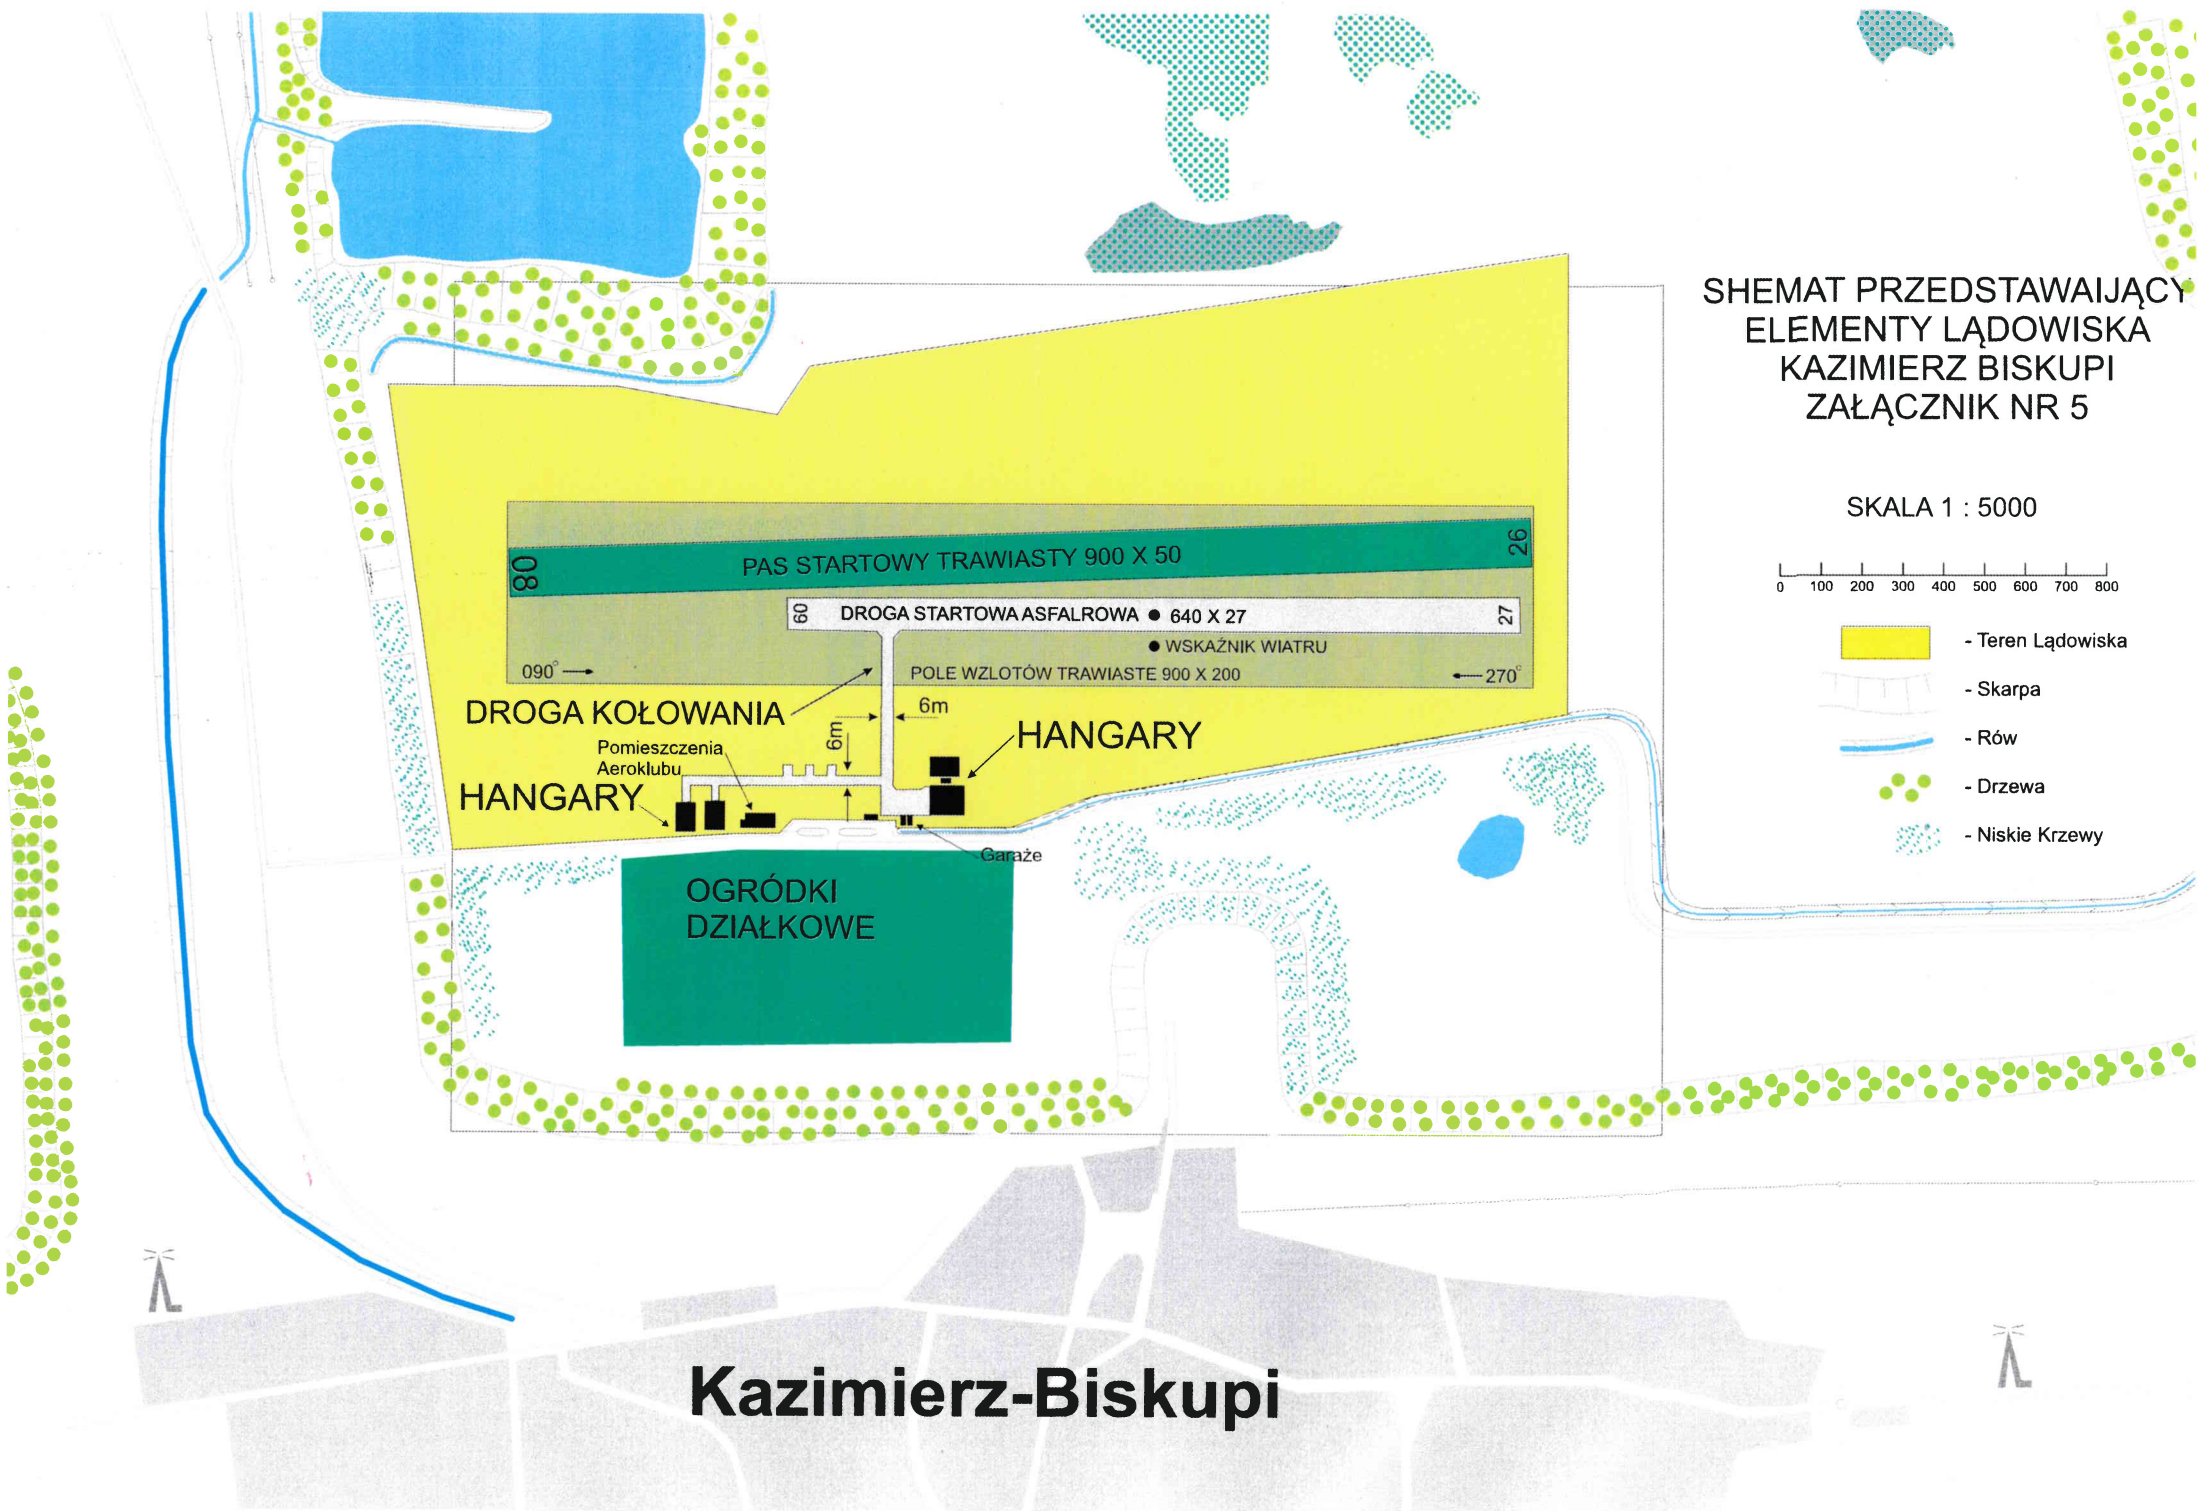 SHEMAT PRZEDSTAWAIJĄCY
ELEMENTY LĄDOWISKA
KAZIMIERZ BISKUPI
ZAŁĄCZNIK NR 5
SKALA 1 : 5000
0 100 200 300 400 500 600 700 800
- Teren Lądowiska
- Skarpa
- Rów
- Drzewa
- Niskie Krzewy
08
PAS STARTOWY TRAWIASTY 900 X 50
26
09
DROGA STARTOWA ASFALROWA ● 640 X 27
27
● WSKAŹNIK WIATRU
090°
POLE WZLOTÓW TRAWIASTE 900 X 200
270°
DROGA KOŁOWANIA
6m
6m
HANGARY
Pomieszczenia
Aeroklubu
HANGARY
Garaże
OGRÓDKI
DZIAŁKOWE
Kazimierz-Biskupi